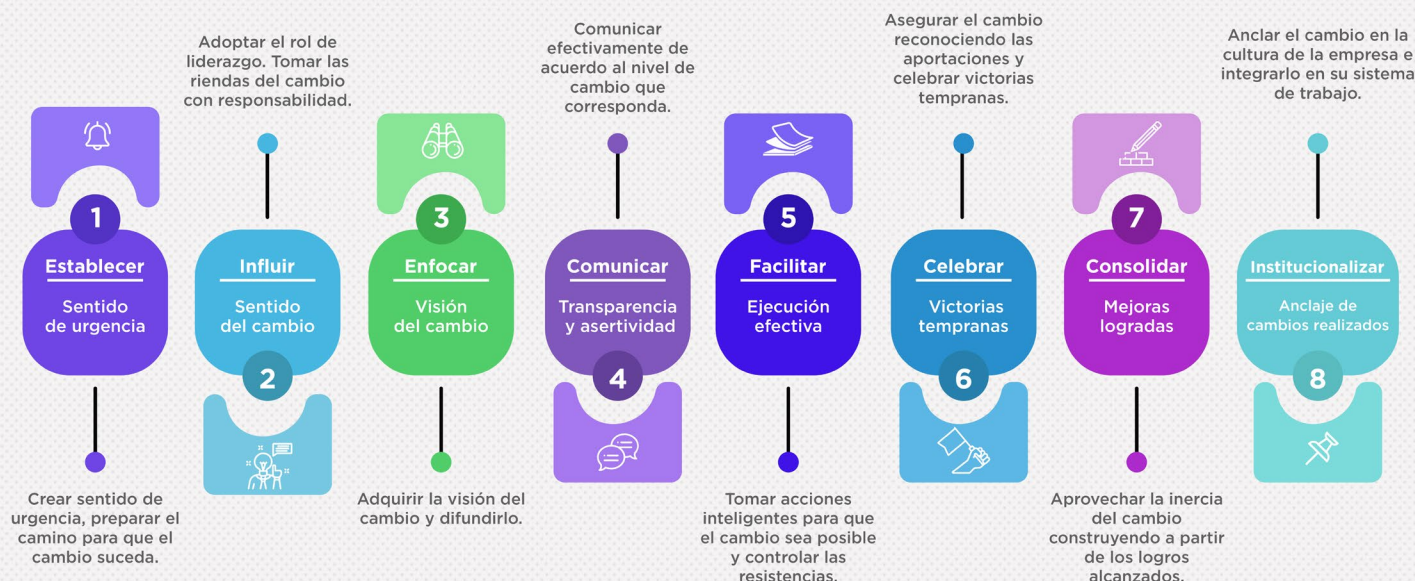 1
Establecer
Sentido
de urgencia
Crear sentido de
urgencia, preparar el
camino para que el
cambio suceda.
Adoptar el rol de
liderazgo. Tomar las
riendas del cambio
con responsabilidad.
Influir
Sentido
del cambio
2
3
Enfocar
Visión
del cambio
Adquirir la visión del
cambio y difundirlo.
Comunicar
efectivamente de
acuerdo al nivel de
cambio que
corresponda.
Comunicar
Transparencia
y asertividad
4
5
Facilitar
Ejecución
efectiva
Tomar acciones
inteligentes para que
el cambio sea posible
y controlar las
resistencias.
Asegurar el cambio
reconociendo las
aportaciones y
celebrar victorias
tempranas.
Celebrar
Victorias
tempranas
6
7
Consolidar
Mejoras
logradas
Aprovechar la inercia
del cambio
construyendo a partir
de los logros
alcanzados.
Anclar el cambio en la
cultura de la empresa e
integrarlo en su sistema
de trabajo.
Institucionalizar
Anclaje de
cambios realizados
8